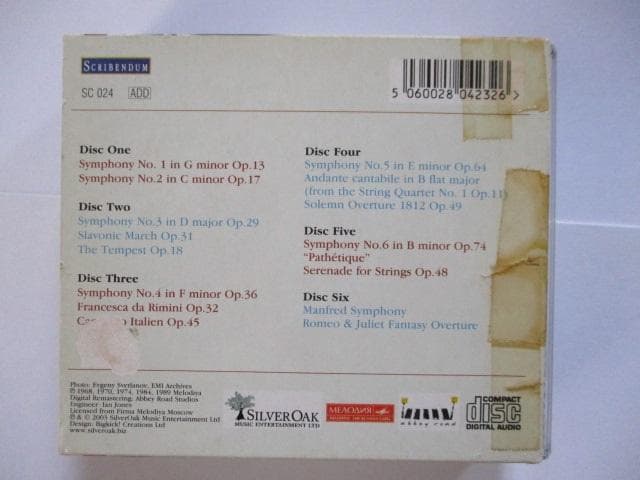 SCRIBENDUM
SC 024 ADD
5 060028 042326 >
Disc One
Symphony No. 1 in G minor Op.13
Symphony No.2 in C minor Op.17
Disc Two
Symphony No.3 in D major Op.29
Slavonic March Op.31
The Tempest Op.18
Disc Three
Symphony No.4 in F minor Op.36
Francesca da Rimini Op.32
Italien Op.45
Disc Four
Symphony No.5 in E minor Op.64
Andante cantabile in B flat major
(from the String Quartet No. 1 Op.11)
Solemn Overture 1812 Op.49
Disc Five
Symphony No.6 in B minor Op.74
"Pathétique"
Serenade for Strings Op.48
Disc Six
Manfred Symphony
Romeo & Juliet Fantasy Overture
Photo: Evgeny Svetlanov, EMI Archives
℗ 1968, 1970, 1974, 1984, 1989 Melodiya
Digital Remastering: Abbey Road Studios
Engineer: Ian Jones
Licensed from Firma Melodiya Moscow
℗ & © 2003 SilverOak Music Entertainment Ltd
Design: Bigkick! Creations Ltd
www.silveroak.biz
SILVEROAK
MUSIC ENTERTAINMENT LTD
МЕЛОДИЯ
abbey road
COMPACT
disc
DIGITAL AUDIO